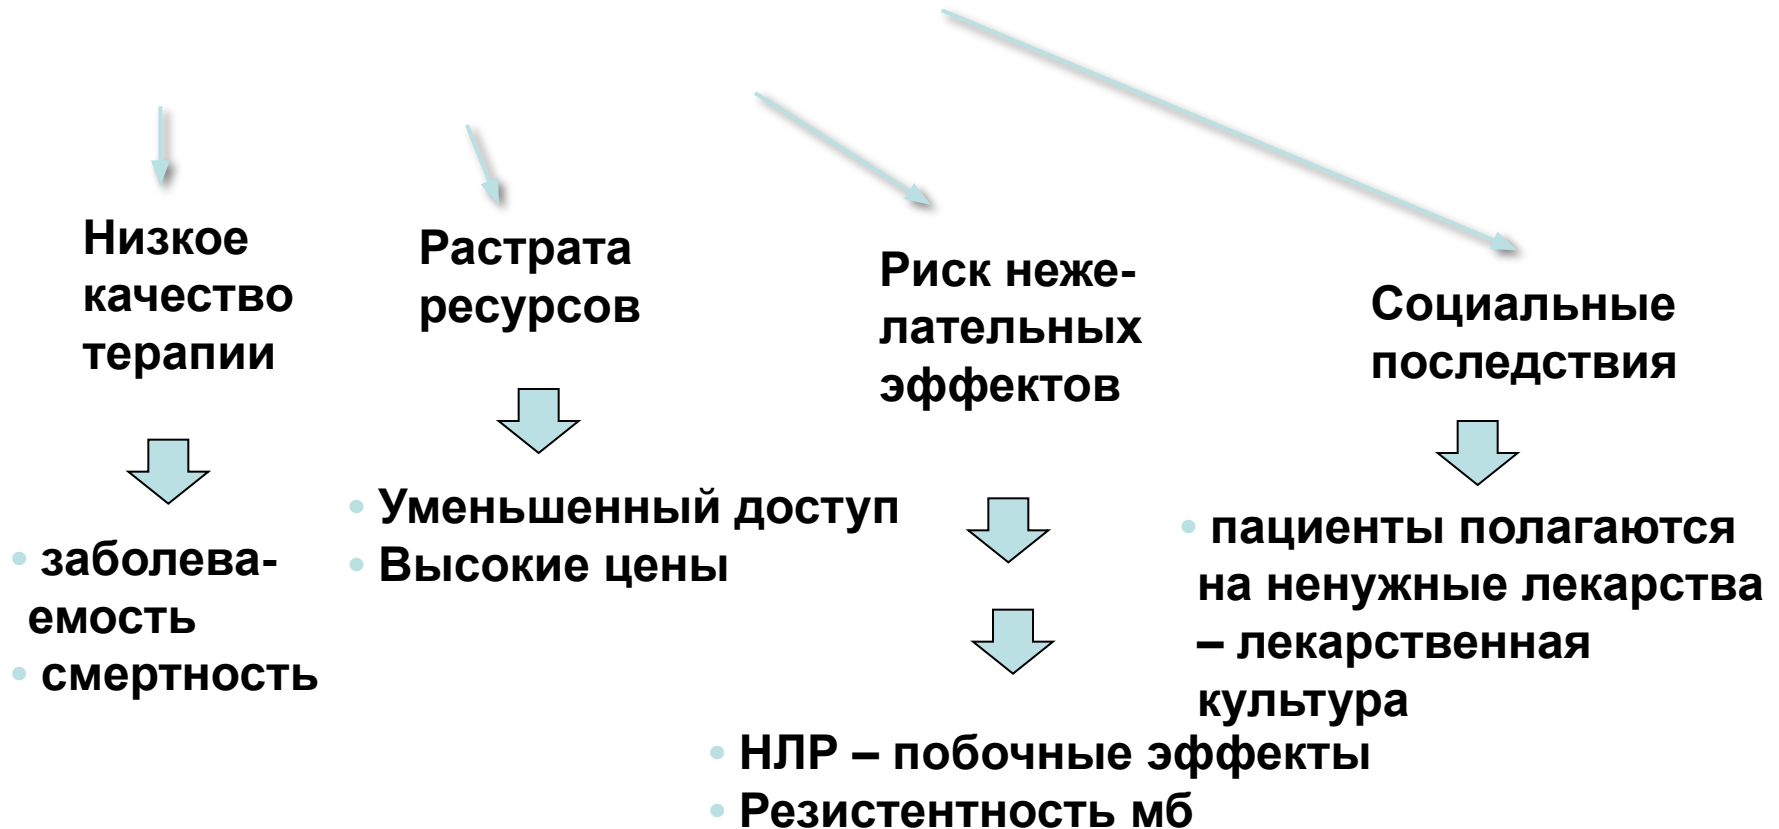 Низкое
качество
терапии
Растрата
ресурсов
Риск неже-
лательных
эффектов
Социальные
последствия
• заболева-
емость
• смертность
• Уменьшенный доступ
• Высокие цены
• НЛР – побочные эффекты
• Резистентность мб
• пациенты полагаются
на ненужные лекарства
– лекарственная
культура